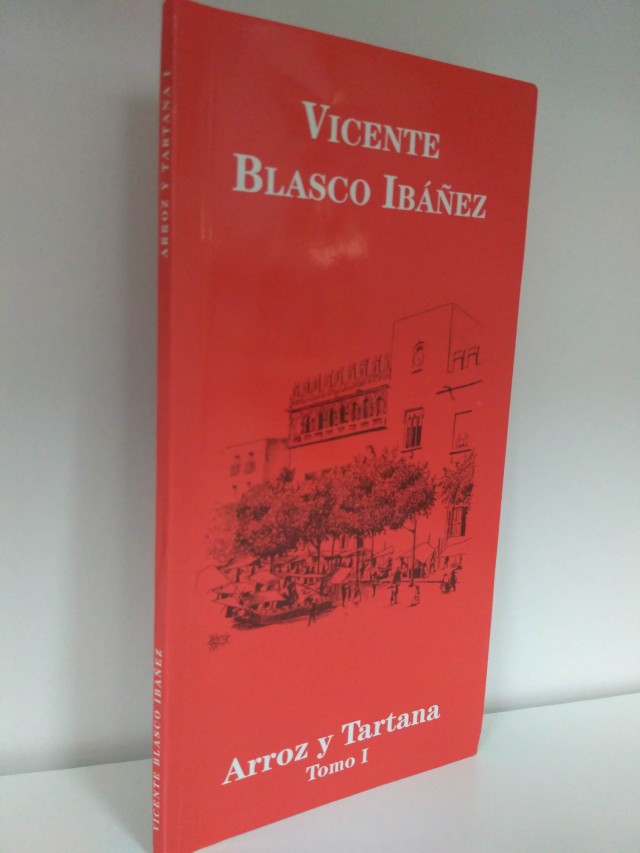 VICENTE
BLASCO IBÁÑEZ
Arroz y Tartana
Tomo I
ARROZ Y TARTANA I
VICENTE BLASCO IBÁÑEZ